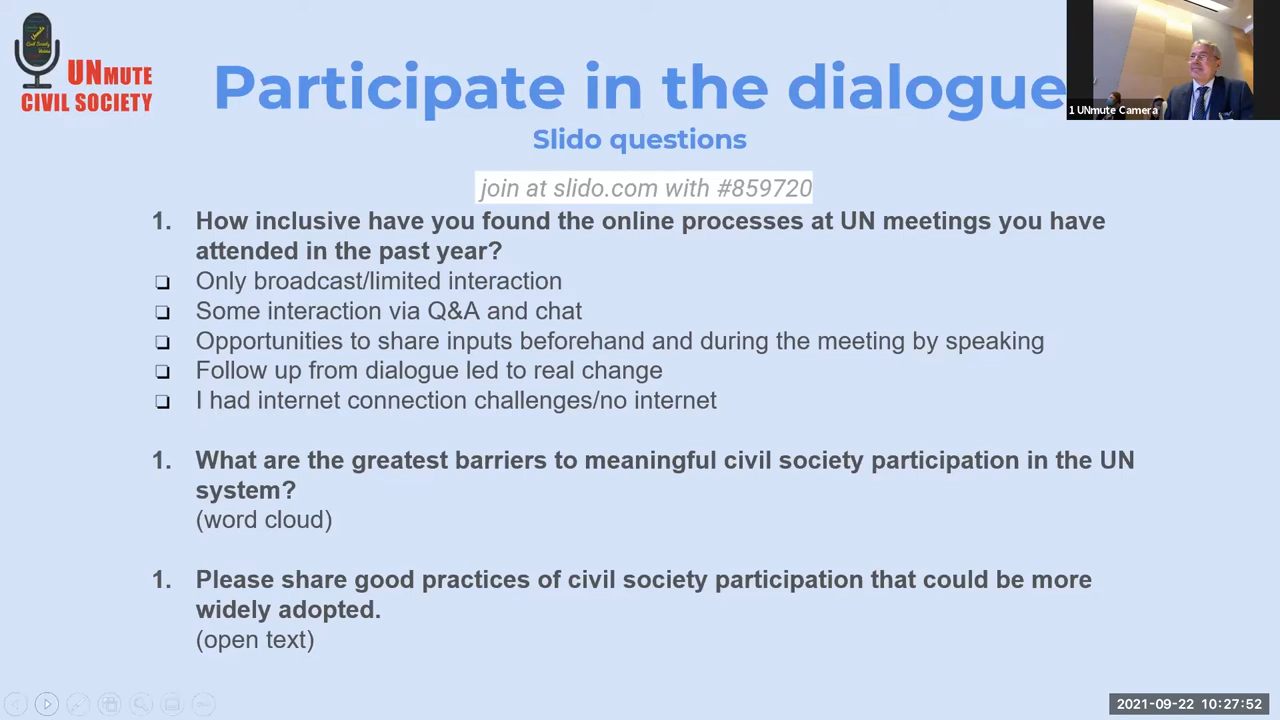 UNMUTE
CIVIL SOCIETY
Participate in the dialogue
1 UNmute Camera
Slido questions
join at slido.com with #859720
1. How inclusive have you found the online processes at UN meetings you have
attended in the past year?
❏ Only broadcast/limited interaction
❏ Some interaction via Q&A and chat
❏ Opportunities to share inputs beforehand and during the meeting by speaking
❏ Follow up from dialogue led to real change
❏ I had internet connection challenges/no internet
1. What are the greatest barriers to meaningful civil society participation in the UN
system?
(word cloud)
1. Please share good practices of civil society participation that could be more
widely adopted.
(open text)
2021-09-22 10:27:52